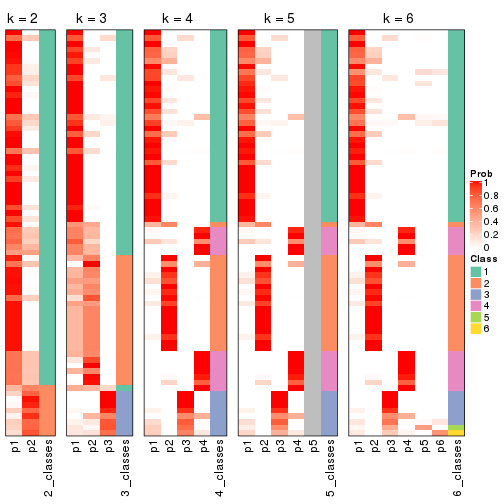 k = 2
k = 3
k = 4
k = 5
k = 6
Prob
1
0.8
0.6
0.4
0.2
0
Class
1
2
3
4
5
6
p1
p2
2_classes
p1
p2
p3
3_classes
p1
p2
p3
p4
4_classes
p1
p2
p3
p4
p5
5_classes
p1
p2
p3
p4
p5
p6
6_classes